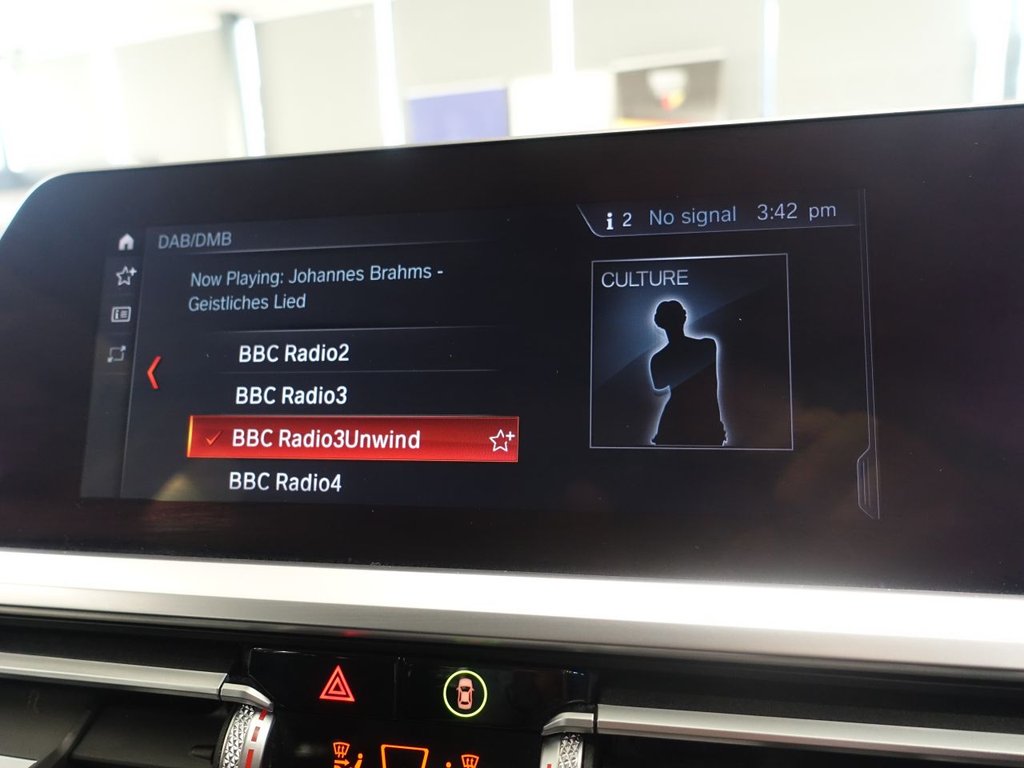 DAB/DMB
i 2 No signal 3:42 pm
Now Playing: Johannes Brahms -
Geistliches Lied
CULTURE
BBC Radio2
BBC Radio3
BBC Radio3Unwind
BBC Radio4